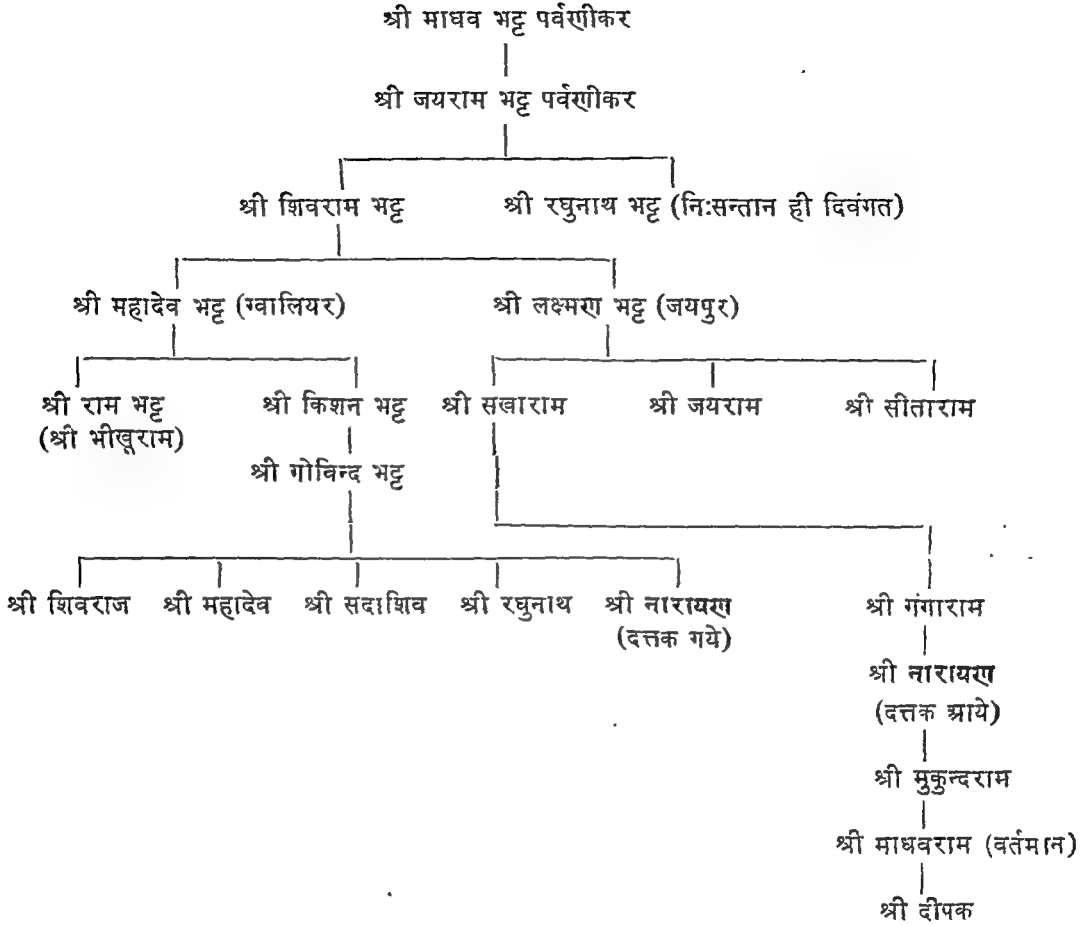 श्री माधव भट्ट पर्वणीकर
श्री जयराम भट्ट पर्वणीकर
श्री शिवराम भट्ट श्री रघुनाथ भट्ट (नि:सन्तान ही दिवंगत)
श्री महादेव भट्ट (ग्वालियर) श्री लक्ष्मण भट्ट (जयपुर)
श्री राम भट्ट श्री किशन भट्ट श्री सखाराम श्री जयराम श्री सीताराम
(श्री भीखूराम)
श्री गोविन्द भट्ट
श्री शिवराज श्री महादेव श्री सदाशिव श्री रघुनाथ श्री नारायण श्री गंगाराम
(दत्तक गये)
श्री नारायण
(दत्तक आये)
श्री मुकुन्दराम
श्री माधवराम (वर्तमान)
श्री दीपक